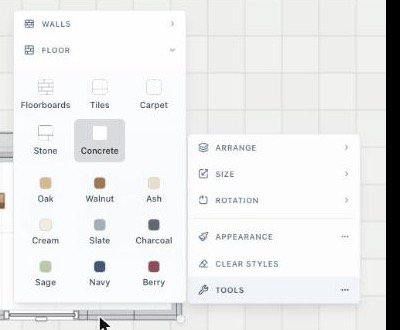 WALLS
FLOOR
Floorboards Tiles Carpet
Stone Concrete
Oak Walnut Ash
Cream Slate Charcoal
Sage Navy Berry
ARRANGE
SIZE
ROTATION
APPEARANCE
CLEAR STYLES
TOOLS